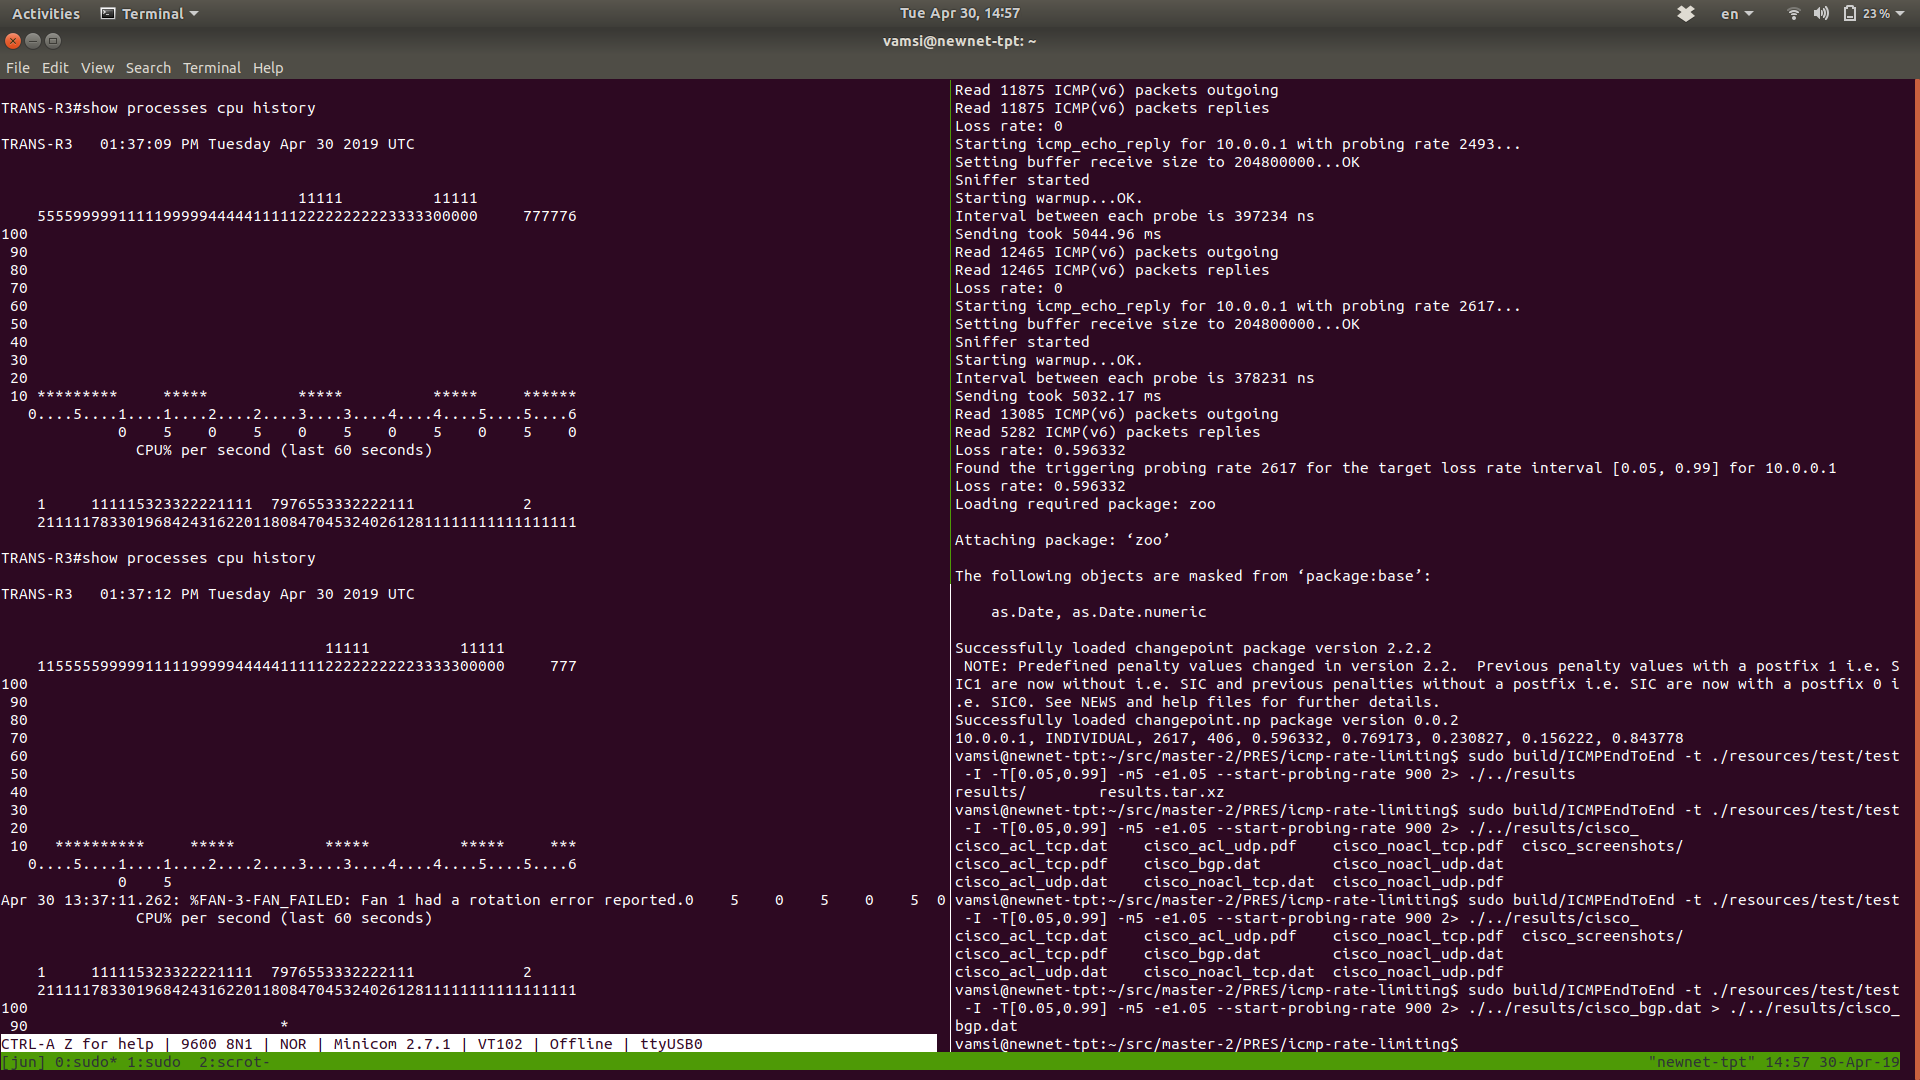 Activities Terminal Tue Apr 30, 14:57 en 23 %
vamsi@newnet-tpt: ~
File Edit View Search Terminal Help
TRANS-R3#show processes cpu history
TRANS-R3   01:37:09 PM Tuesday Apr 30 2019 UTC
                                 11111          11111
    5555999991111199999444441111122222222223333300000     777776
100
 90
 80
 70
 60
 50
 40
 30
 20
 10 *********     *****          *****          *****     ******
   0....5....1....1....2....2....3....3....4....4....5....5....6
             0    5    0    5    0    5    0    5    0    5    0
               CPU% per second (last 60 seconds)
    1     111115323322221111  7976553332222111            2
    211111783301968424316220118084704532402612811111111111111111
TRANS-R3#show processes cpu history
TRANS-R3   01:37:12 PM Tuesday Apr 30 2019 UTC
                                    11111          11111
    1155555999991111199999444441111122222222223333300000     777
100
 90
 80
 70
 60
 50
 40
 30
 20
 10   **********     *****          *****          *****     ***
   0....5....1....1....2....2....3....3....4....4....5....5....6
             0    5
Apr 30 13:37:11.262: %FAN-3-FAN_FAILED: Fan 1 had a rotation error reported.0    5    0    5    0    5  0
               CPU% per second (last 60 seconds)
    1     111115323322221111  7976553332222111            2
    211111783301968424316220118084704532402612811111111111111111
100
 90                            *
CTRL-A Z for help | 9600 8N1 | NOR | Minicom 2.7.1 | VT102 | Offline | ttyUSB0
Read 11875 ICMP(v6) packets outgoing
Read 11875 ICMP(v6) packets replies
Loss rate: 0
Starting icmp_echo_reply for 10.0.0.1 with probing rate 2493...
Setting buffer receive size to 204800000...OK
Sniffer started
Starting warmup...OK.
Interval between each probe is 397234 ns
Sending took 5044.96 ms
Read 12465 ICMP(v6) packets outgoing
Read 12465 ICMP(v6) packets replies
Loss rate: 0
Starting icmp_echo_reply for 10.0.0.1 with probing rate 2617...
Setting buffer receive size to 204800000...OK
Sniffer started
Starting warmup...OK.
Interval between each probe is 378231 ns
Sending took 5032.17 ms
Read 13085 ICMP(v6) packets outgoing
Read 5282 ICMP(v6) packets replies
Loss rate: 0.596332
Found the triggering probing rate 2617 for the target loss rate interval [0.05, 0.99] for 10.0.0.1
Loss rate: 0.596332
Loading required package: zoo
Attaching package: ‘zoo’
The following objects are masked from ‘package:base’:
    as.Date, as.Date.numeric
Successfully loaded changepoint package version 2.2.2
 NOTE: Predefined penalty values changed in version 2.2.  Previous penalty values with a postfix 1 i.e. S
IC1 are now without i.e. SIC and previous penalties without a postfix i.e. SIC are now with a postfix 0 i
.e. SIC0. See NEWS and help files for further details.
Successfully loaded changepoint.np package version 0.0.2
10.0.0.1, INDIVIDUAL, 2617, 406, 0.596332, 0.769173, 0.230827, 0.156222, 0.843778
vamsi@newnet-tpt:~/src/master-2/PRES/icmp-rate-limiting$ sudo build/ICMPEndToEnd -t ./resources/test/test
 -I -T[0.05,0.99] -m5 -e1.05 --start-probing-rate 900 2> ./../results
results/        results.tar.xz
vamsi@newnet-tpt:~/src/master-2/PRES/icmp-rate-limiting$ sudo build/ICMPEndToEnd -t ./resources/test/test
 -I -T[0.05,0.99] -m5 -e1.05 --start-probing-rate 900 2> ./../results/cisco_
cisco_acl_tcp.dat    cisco_acl_udp.pdf    cisco_noacl_tcp.pdf  cisco_screenshots/
cisco_acl_tcp.pdf    cisco_bgp.dat        cisco_noacl_udp.dat
cisco_acl_udp.dat    cisco_noacl_tcp.dat  cisco_noacl_udp.pdf
vamsi@newnet-tpt:~/src/master-2/PRES/icmp-rate-limiting$ sudo build/ICMPEndToEnd -t ./resources/test/test
 -I -T[0.05,0.99] -m5 -e1.05 --start-probing-rate 900 2> ./../results/cisco_
cisco_acl_tcp.dat    cisco_acl_udp.pdf    cisco_noacl_tcp.pdf  cisco_screenshots/
cisco_acl_tcp.pdf    cisco_bgp.dat        cisco_noacl_udp.dat
cisco_acl_udp.dat    cisco_noacl_tcp.dat  cisco_noacl_udp.pdf
vamsi@newnet-tpt:~/src/master-2/PRES/icmp-rate-limiting$ sudo build/ICMPEndToEnd -t ./resources/test/test
 -I -T[0.05,0.99] -m5 -e1.05 --start-probing-rate 900 2> ./../results/cisco_bgp.dat > ./../results/cisco_
bgp.dat
vamsi@newnet-tpt:~/src/master-2/PRES/icmp-rate-limiting$
[jun] 0:sudo* 1:sudo  2:scrot- "newnet-tpt" 14:57 30-Apr-19